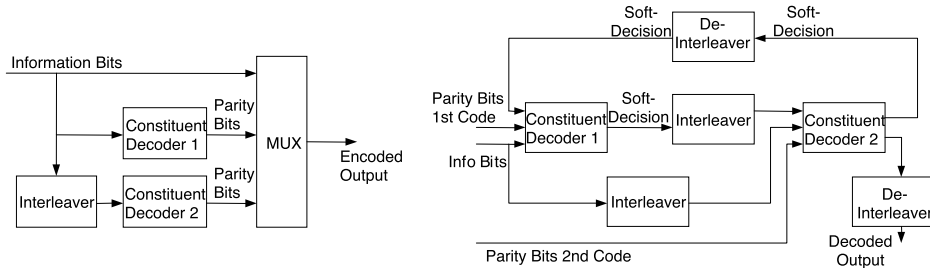 Information Bits
Parity
Bits
Constituent
Decoder 1
MUX
Encoded
Output
Interleaver
Constituent
Decoder 2
Parity
Bits
Soft-
Decision
De-
Interleaver
Soft-
Decision
Parity Bits
1st Code
Constituent
Decoder 1
Soft-
Decision
Interleaver
Constituent
Decoder 2
Info Bits
Interleaver
De-
Interleaver
Parity Bits 2nd Code
Decoded
Output